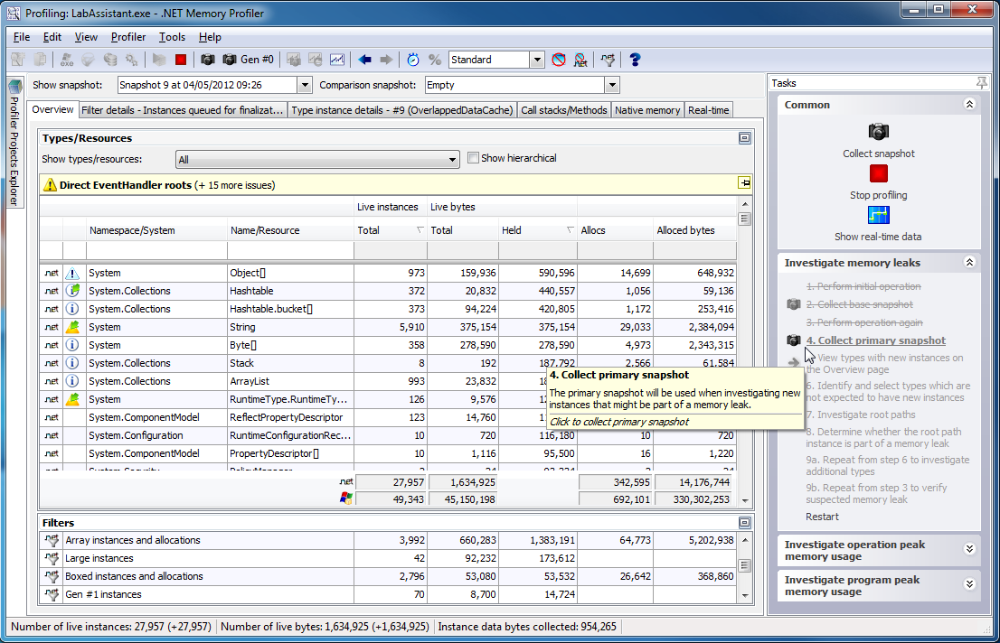 Profiling: LabAssistant.exe - .NET Memory Profiler
File Edit View Profiler Tools Help
exe Gen #0 Standard .net .net ?
Show snapshot: Snapshot 9 at 04/05/2012 09:26 Comparison snapshot: Empty
Profiler Projects Explorer
Overview Filter details - Instances queued for finalizat... Type instance details - #9 (OverlappedDataCache) Call stacks/Methods Native memory Real-time
Types/Resources
Show types/resources: All Show hierarchical
Direct EventHandler roots (+ 15 more issues)
Live instances Live bytes
Namespace/System Name/Resource Total Total Held Allocs Alloced bytes
.net System Object[] 973 159,936 590,596 14,699 648,932
.net System.Collections Hashtable 372 20,832 440,557 1,056 59,136
.net System.Collections Hashtable.bucket[] 373 94,224 420,805 1,172 253,416
.net System String 5,910 375,154 375,154 29,033 2,384,094
.net System Byte[] 358 278,590 278,590 4,973 2,343,315
.net System.Collections Stack 8 192 187,792 2,566 61,584
.net System.Collections ArrayList 993 23,832
.net System RuntimeType.RuntimeTy... 126 9,576
.net System.ComponentModel ReflectPropertyDescriptor 123 14,760
.net System.Configuration RuntimeConfigurationRec... 10 720 116,180 10 720
.net System.ComponentModel PropertyDescriptor[] 10 1,116 95,500 16 1,220
.net 27,957 1,634,925 342,595 14,176,744
49,343 45,150,198 692,101 330,302,253
Filters
.net Array instances and allocations 3,992 660,283 1,383,191 64,773 5,202,938
.net Large instances 42 92,232 173,612
.net Boxed instances and allocations 2,796 53,080 53,532 26,642 368,860
.net Gen #1 instances 70 8,700 14,724
Tasks
Common
Collect snapshot
Stop profiling
Show real-time data
Investigate memory leaks
1. Perform initial operation
2. Collect base snapshot
3. Perform operation again
4. Collect primary snapshot
View types with new instances on
the Overview page
6. Identify and select types which are
not expected to have new instances
7. Investigate root paths
8. Determine whether the root path
instance is part of a memory leak
9a. Repeat from step 6 to investigate
additional types
9b. Repeat from step 3 to verify
suspected memory leak
Restart
Investigate operation peak
memory usage
Investigate program peak
memory usage
4. Collect primary snapshot
The primary snapshot will be used when investigating new
instances that might be part of a memory leak.
Click to collect primary snapshot
Number of live instances: 27,957 (+27,957) Number of live bytes: 1,634,925 (+1,634,925) Instance data bytes collected: 954,265